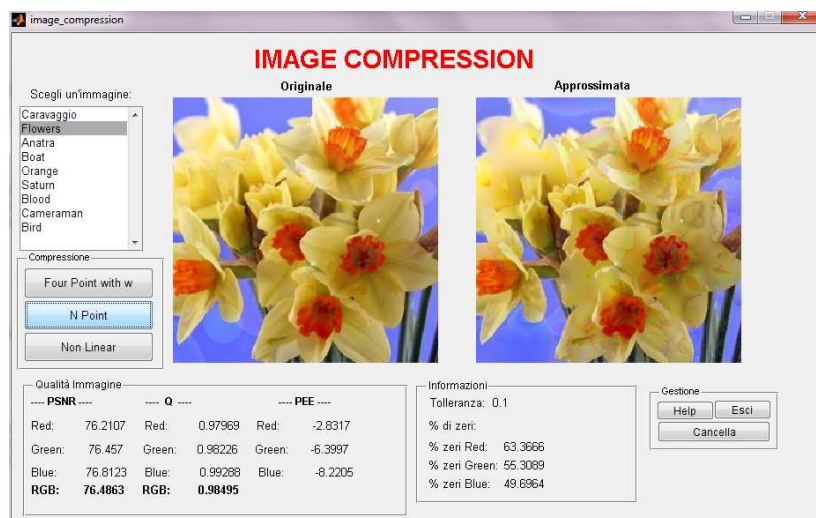 image_compression
IMAGE COMPRESSION
Scegli un'immagine:
Caravaggio
Flowers
Anatra
Boat
Orange
Saturn
Blood
Cameraman
Bird
Originale
Approssimata
Compressione
Four Point with w
N Point
Non Linear
Qualità Immagine
---- PSNR ---- ---- Q ---- ---- PEE ----
Red: 76.2107 Red: 0.97969 Red: -2.8317
Green: 76.457 Green: 0.98226 Green: -6.3997
Blue: 76.8123 Blue: 0.99288 Blue: -8.2205
RGB: 76.4863 RGB: 0.98495
Informazioni
Tolleranza: 0.1
% di zeri:
% zeri Red: 63.3666
% zeri Green: 55.3089
% zeri Blue: 49.6964
Gestione
Help Esci
Cancella